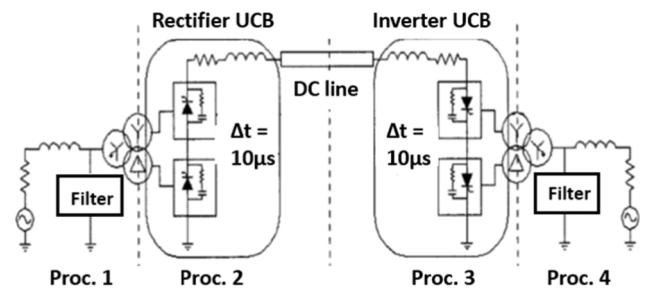 Rectifier UCB
Inverter UCB
DC line
Δt =
10µs
Δt =
10µs
Filter
Filter
Proc. 1
Proc. 2
Proc. 3
Proc. 4